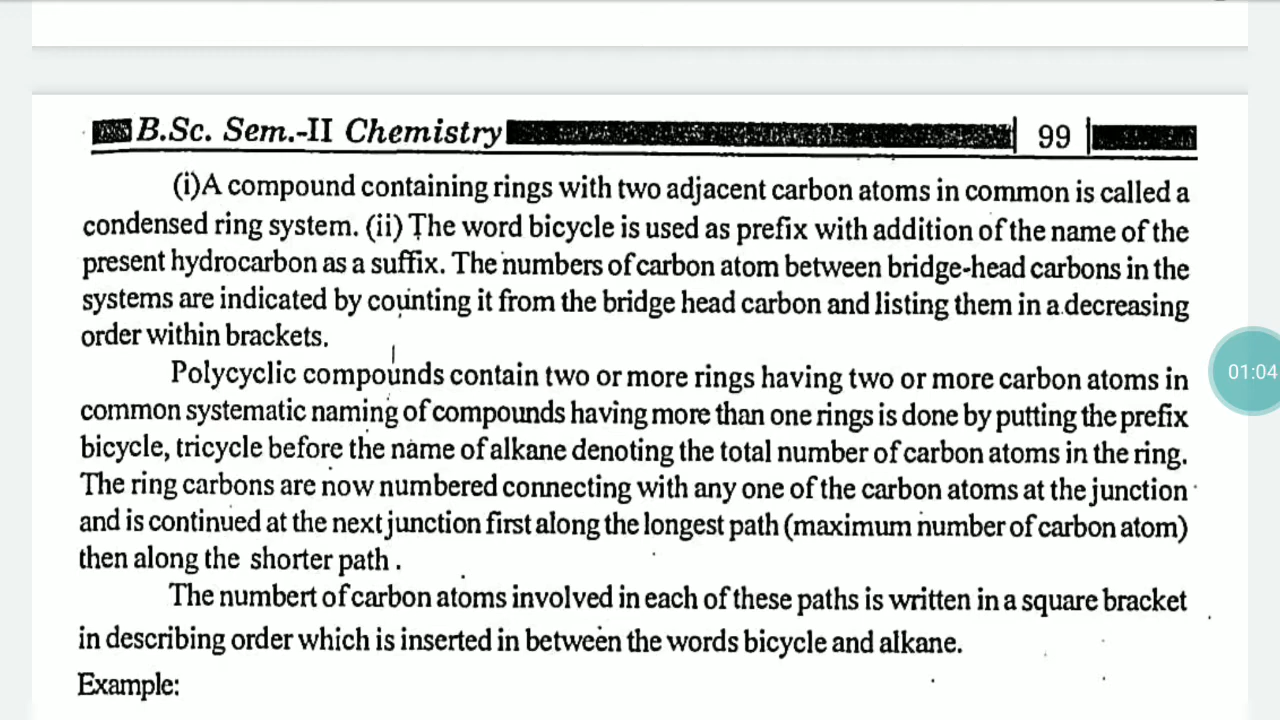 B.Sc. Sem.-II Chemistry 99
(i)A compound containing rings with two adjacent carbon atoms in common is called a
condensed ring system. (ii) The word bicycle is used as prefix with addition of the name of the
present hydrocarbon as a suffix. The numbers of carbon atom between bridge-head carbons in the
systems are indicated by counting it from the bridge head carbon and listing them in a decreasing
order within brackets.
Polycyclic compounds contain two or more rings having two or more carbon atoms in
common systematic naming of compounds having more than one rings is done by putting the prefix
bicycle, tricycle before the name of alkane denoting the total number of carbon atoms in the ring.
The ring carbons are now numbered connecting with any one of the carbon atoms at the junction
and is continued at the next junction first along the longest path (maximum number of carbon atom)
then along the shorter path .
The numbert of carbon atoms involved in each of these paths is written in a square bracket
in describing order which is inserted in between the words bicycle and alkane.
Example:
01:04